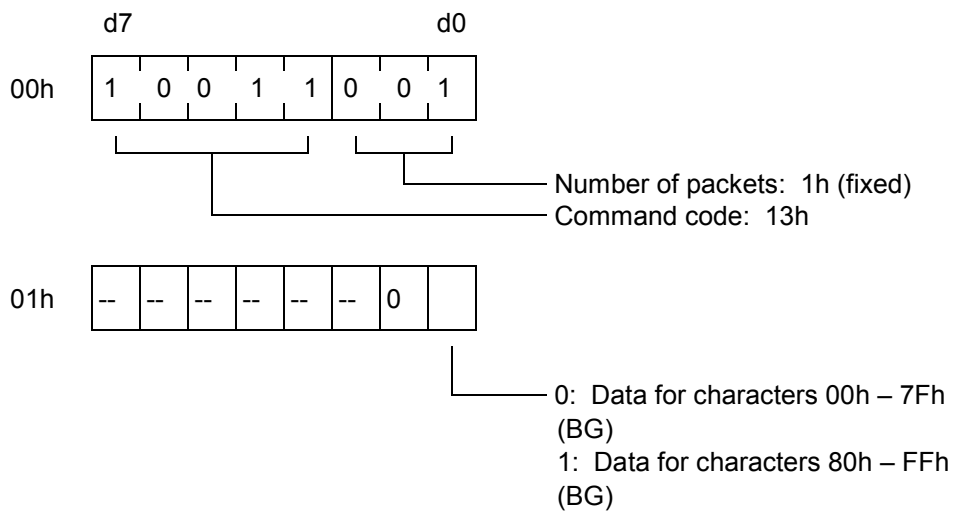 d7 d0
00h 1 0 0 1 1 0 0 1
Number of packets: 1h (fixed)
Command code: 13h
01h -- -- -- -- -- -- 0
0: Data for characters 00h – 7Fh
(BG)
1: Data for characters 80h – FFh
(BG)